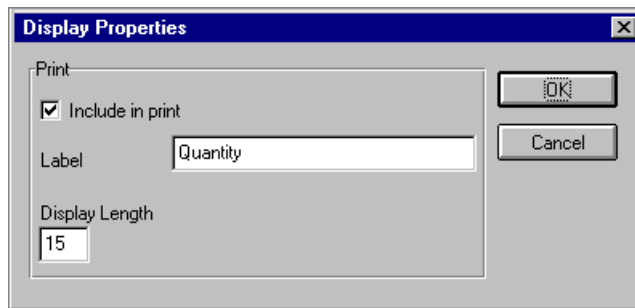 Display Properties
Print
Include in print
Label
Quantity
Display Length
15
OK
Cancel